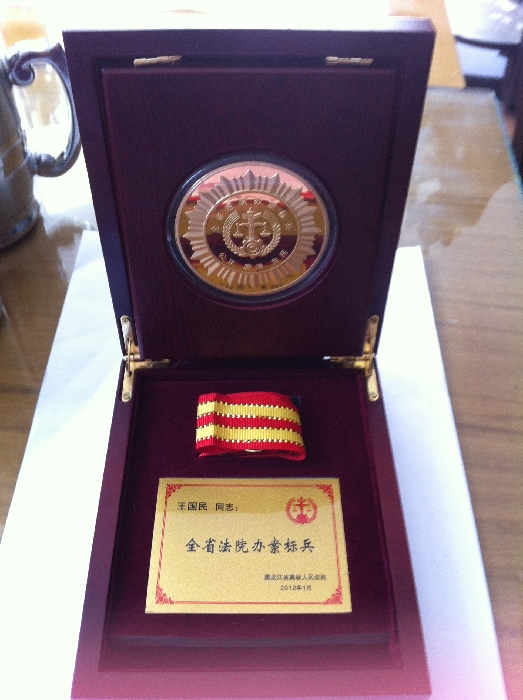 王国民 同志：
全省法院办案标兵
黑龙江省高级人民法院
2012年1月